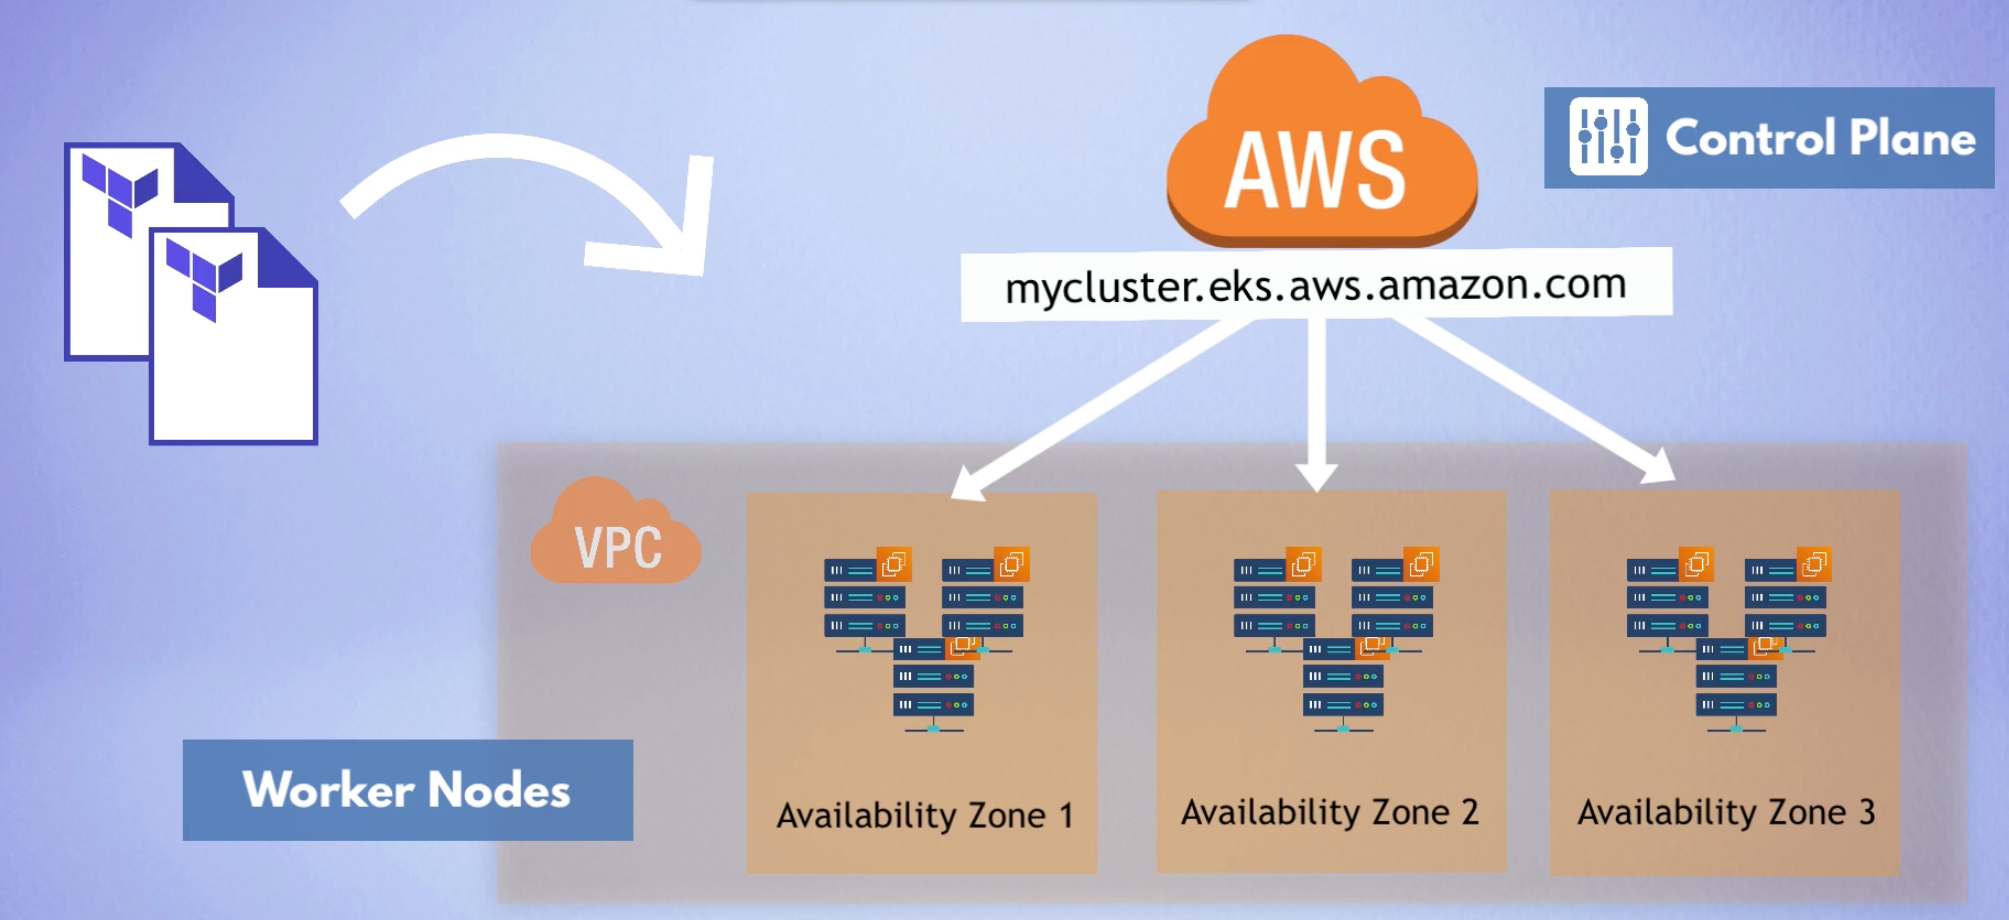 AWS
Control Plane
mycluster.eks.aws.amazon.com
VPC
Worker Nodes
Availability Zone 1
Availability Zone 2
Availability Zone 3